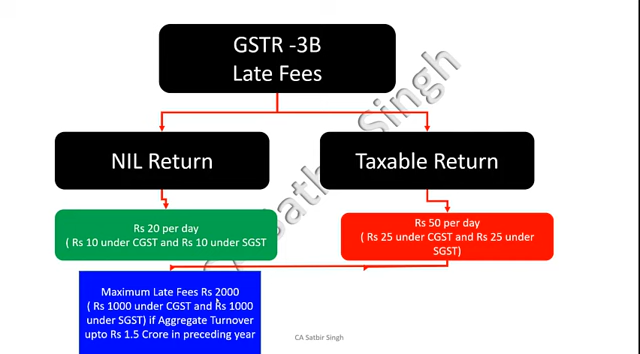 GSTR -3B
Late Fees
NIL Return
Taxable Return
Rs 20 per day
( Rs 10 under CGST and Rs 10 under SGST
Rs 50 per day
( Rs 25 under CGST and Rs 25 under
SGST)
Maximum Late Fees Rs 2000
( Rs 1000 under CGST and Rs 1000
under SGST) if Aggregate Turnover
upto Rs 1.5 Crore in preceding year
CA Satbir Singh
CA Satbir Singh